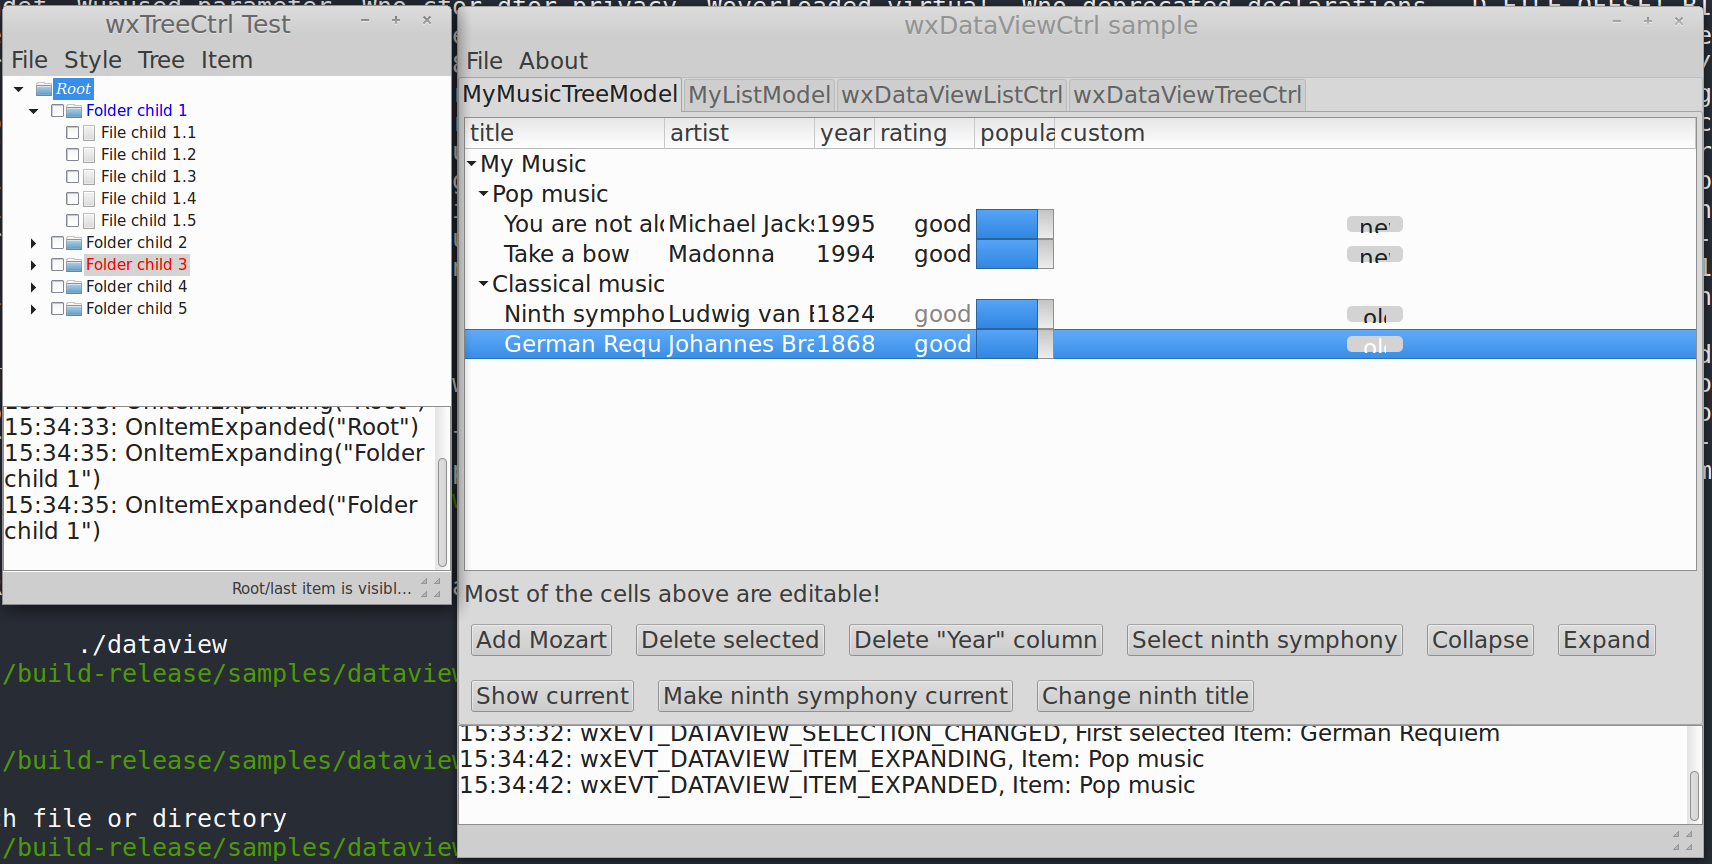 wxTreeCtrl Test
File Style Tree Item
Root
Folder child 1
File child 1.1
File child 1.2
File child 1.3
File child 1.4
File child 1.5
Folder child 2
Folder child 3
Folder child 4
Folder child 5
15:34:33: OnItemExpanded("Root")
15:34:35: OnItemExpanding("Folder
child 1")
15:34:35: OnItemExpanded("Folder
child 1")
Root/last item is visibl...
wxDataViewCtrl sample
File About
MyMusicTreeModel MyListModel wxDataViewListCtrl wxDataViewTreeCtrl
title artist year rating popula custom
My Music
Pop music
You are not alo Michael Jacks 1995 good
Take a bow Madonna 1994 good
Classical music
Ninth sympho Ludwig van B 1824 good
German Requ Johannes Bra 1868 good
Most of the cells above are editable!
Add Mozart Delete selected Delete "Year" column Select ninth symphony Collapse Expand
Show current Make ninth symphony current Change ninth title
15:33:32: wxEVT_DATAVIEW_SELECTION_CHANGED, First selected Item: German Requiem
15:34:42: wxEVT_DATAVIEW_ITEM_EXPANDING, Item: Pop music
15:34:42: wxEVT_DATAVIEW_ITEM_EXPANDED, Item: Pop music
./dataview
/build-release/samples/dataview
/build-release/samples/dataview
h file or directory
/build-release/samples/dataview